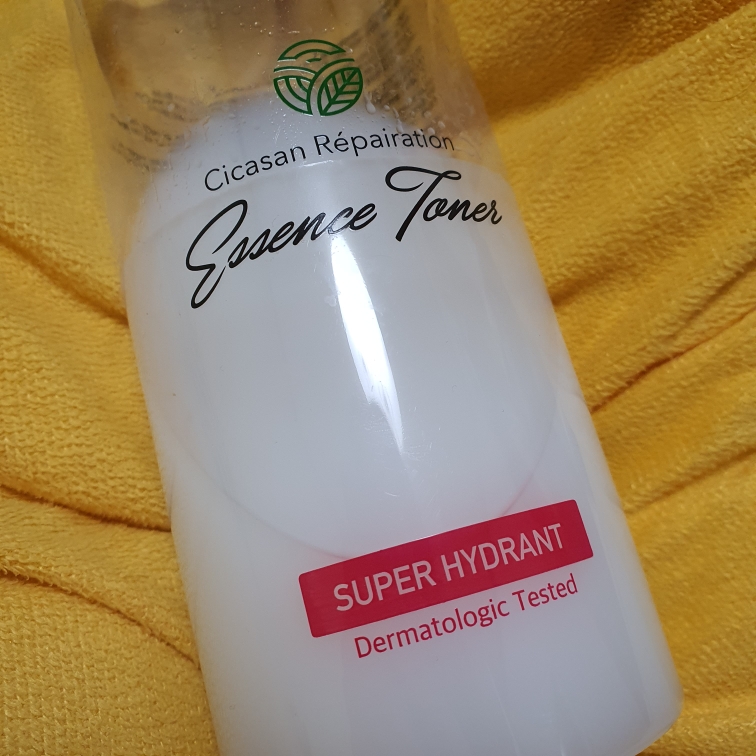 Cicasan Répairation
Essence Toner
SUPER HYDRANT
Dermatologic Tested